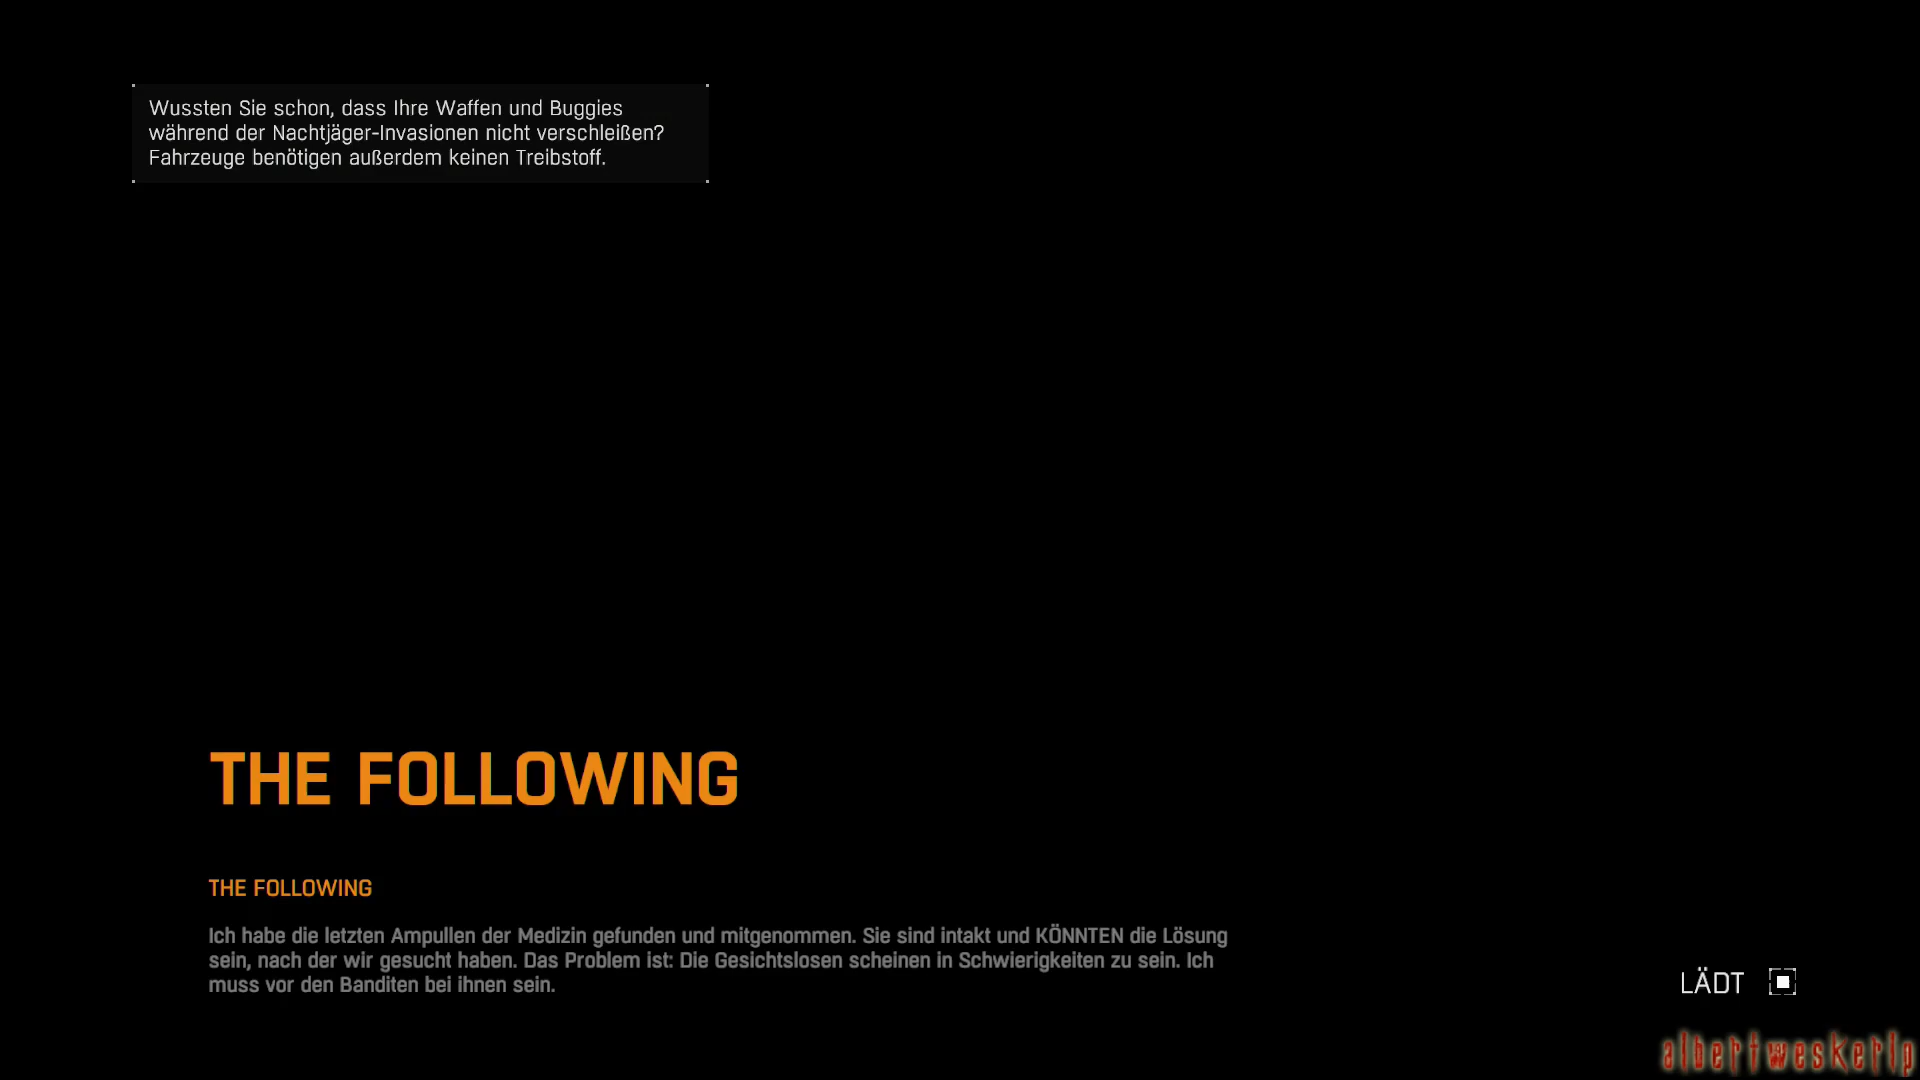 Wussten Sie schon, dass Ihre Waffen und Buggies
während der Nachtjäger-Invasionen nicht verschleißen?
Fahrzeuge benötigen außerdem keinen Treibstoff.
THE FOLLOWING
THE FOLLOWING
Ich habe die letzten Ampullen der Medizin gefunden und mitgenommen. Sie sind intakt und KÖNNTEN die Lösung
sein, nach der wir gesucht haben. Das Problem ist: Die Gesichtslosen scheinen in Schwierigkeiten zu sein. Ich
muss vor den Banditen bei ihnen sein.
LÄDT
albertweskerlp